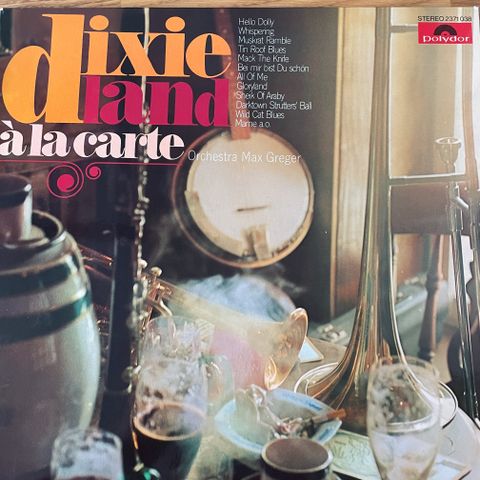 dixie
land
à la carte
Orchestra Max Greger
Hello Dolly
Whispering
Muskrat Ramble
Tin Roof Blues
Mack The Knife
Bei mir bist Du schön
All Of Me
Gloryland
Sheik Of Araby
Darktown Strutters' Ball
Wild Cat Blues
Mame a.o.
STEREO 2371 038
Polydor